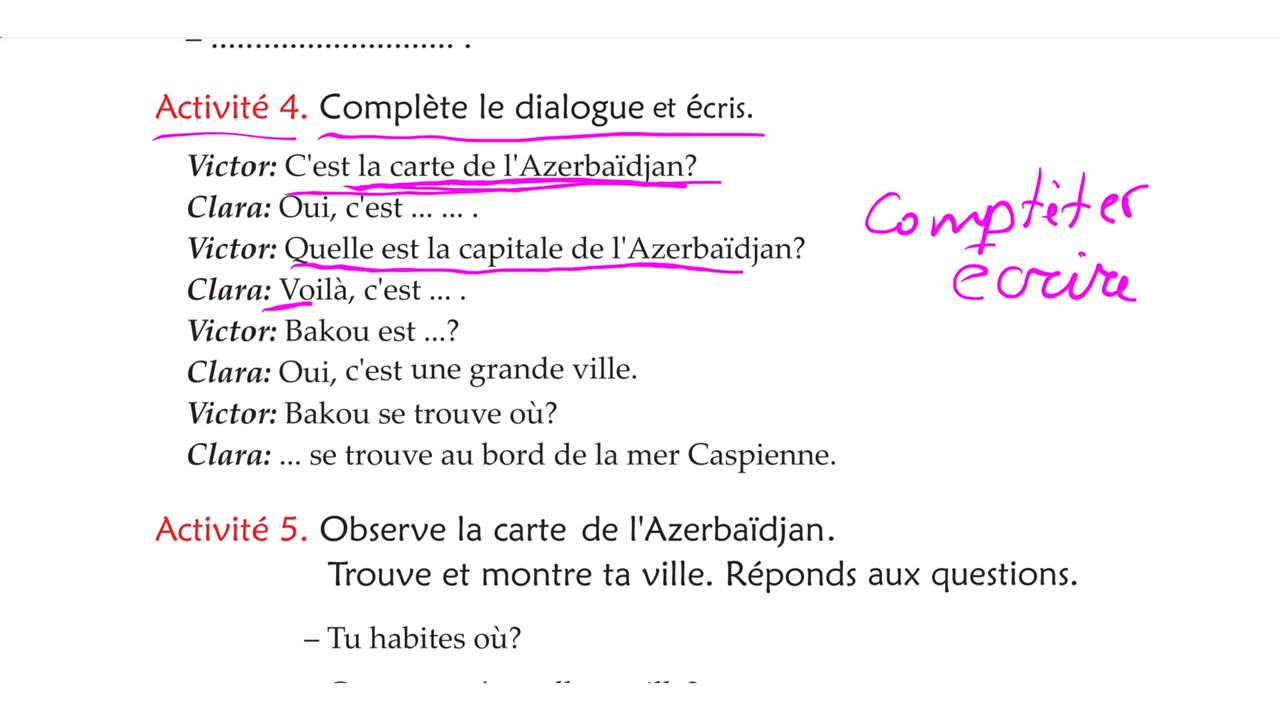 – ............................ .
Activité 4. Complète le dialogue et écris.
Victor: C'est la carte de l'Azerbaïdjan?
Clara: Oui, c'est ... ... .
Victor: Quelle est la capitale de l'Azerbaïdjan?
Clara: Voilà, c'est ... .
Victor: Bakou est ...?
Clara: Oui, c'est une grande ville.
Victor: Bakou se trouve où?
Clara: ... se trouve au bord de la mer Caspienne.
Comptèter
ecrire
Activité 5. Observe la carte de l'Azerbaïdjan.
Trouve et montre ta ville. Réponds aux questions.
– Tu habites où?